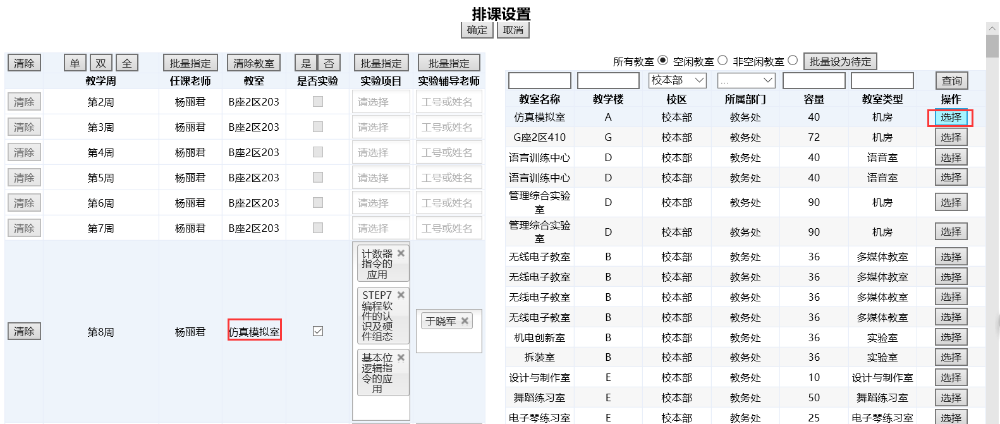 排课设置
确定 取消
清除 单 双 全 批量指定 清除教室 是 否 批量指定 批量指定
教学周 任课老师 教室 是否实验 实验项目 实验辅导老师
清除 第2周 杨丽君 B座2区203 请选择 工号或姓名
清除 第3周 杨丽君 B座2区203 请选择 工号或姓名
清除 第4周 杨丽君 B座2区203 请选择 工号或姓名
清除 第5周 杨丽君 B座2区203 请选择 工号或姓名
清除 第6周 杨丽君 B座2区203 请选择 工号或姓名
清除 第7周 杨丽君 B座2区203 请选择 工号或姓名
清除 第8周 杨丽君 仿真模拟室
计数器
指令的
应用
STEP7
编程软
件的认
识及硬
件组态
基本位
逻辑指
令的应
用
于晓军
所有教室 空闲教室 非空闲教室 批量设为待定
校本部 ... 查询
教室名称 教学楼 校区 所属部门 容量 教室类型 操作
仿真模拟室 A 校本部 教务处 40 机房 选择
G座2区410 G 校本部 教务处 72 机房 选择
语言训练中心 D 校本部 教务处 40 语音室 选择
语言训练中心 D 校本部 教务处 40 语音室 选择
管理综合实验
室 D 校本部 教务处 90 机房 选择
管理综合实验
室 D 校本部 教务处 90 机房 选择
无线电子教室 B 校本部 教务处 36 多媒体教室 选择
无线电子教室 B 校本部 教务处 36 多媒体教室 选择
无线电子教室 B 校本部 教务处 36 多媒体教室 选择
无线电子教室 B 校本部 教务处 36 多媒体教室 选择
机电创新室 B 校本部 教务处 36 实验室 选择
拆装室 B 校本部 教务处 36 实验室 选择
设计与制作室 E 校本部 教务处 10 设计与制作室 选择
舞蹈练习室 E 校本部 教务处 50 舞蹈练习室 选择
电子琴练习室 E 校本部 教务处 25 电子琴练习室 选择